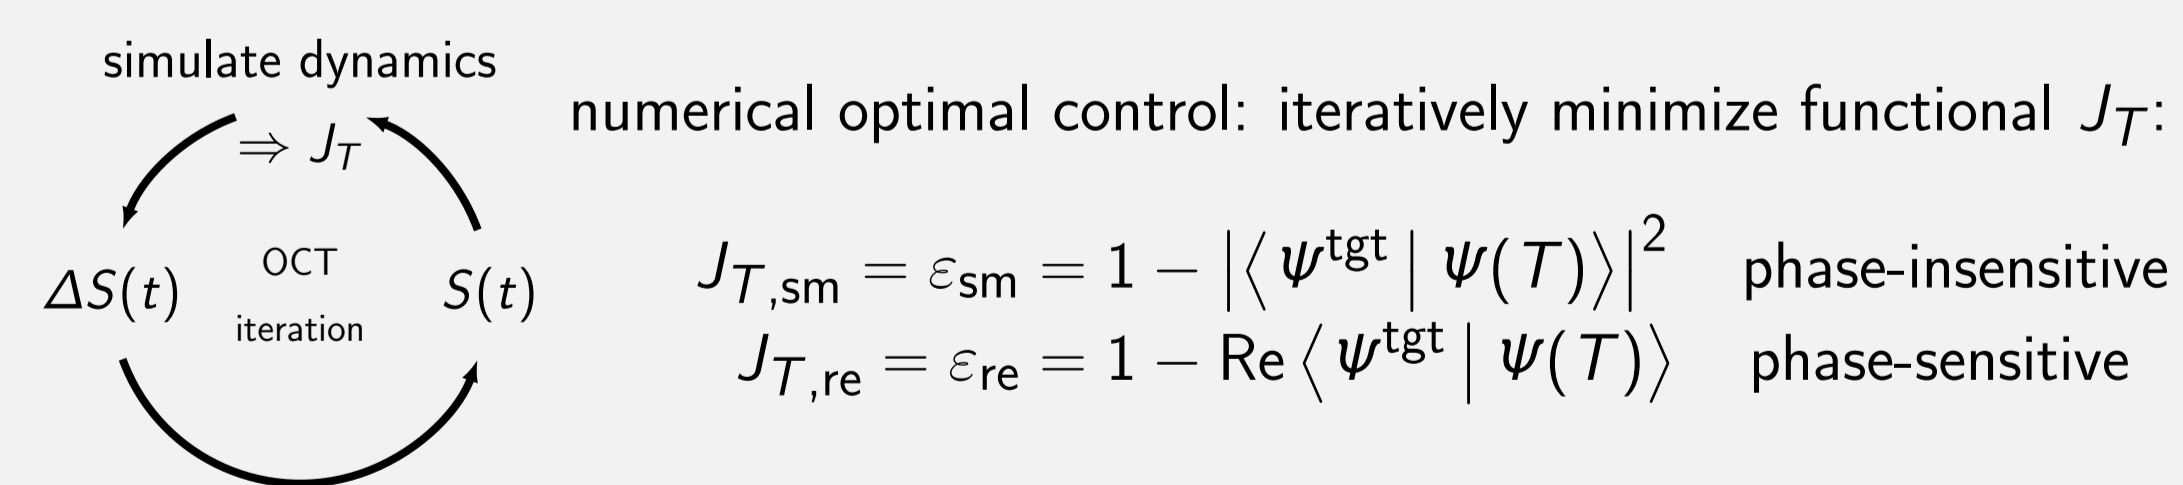 simulate dynamics
⇒ J_T
ΔS(t)
OCT
iteration
S(t)
numerical optimal control: iteratively minimize functional J_T:
J_{T,sm} = ε_sm = 1 − |⟨Ψ^tgt | Ψ(T)⟩|² phase-insensitive
J_{T,re} = ε_re = 1 − Re⟨Ψ^tgt | Ψ(T)⟩ phase-sensitive